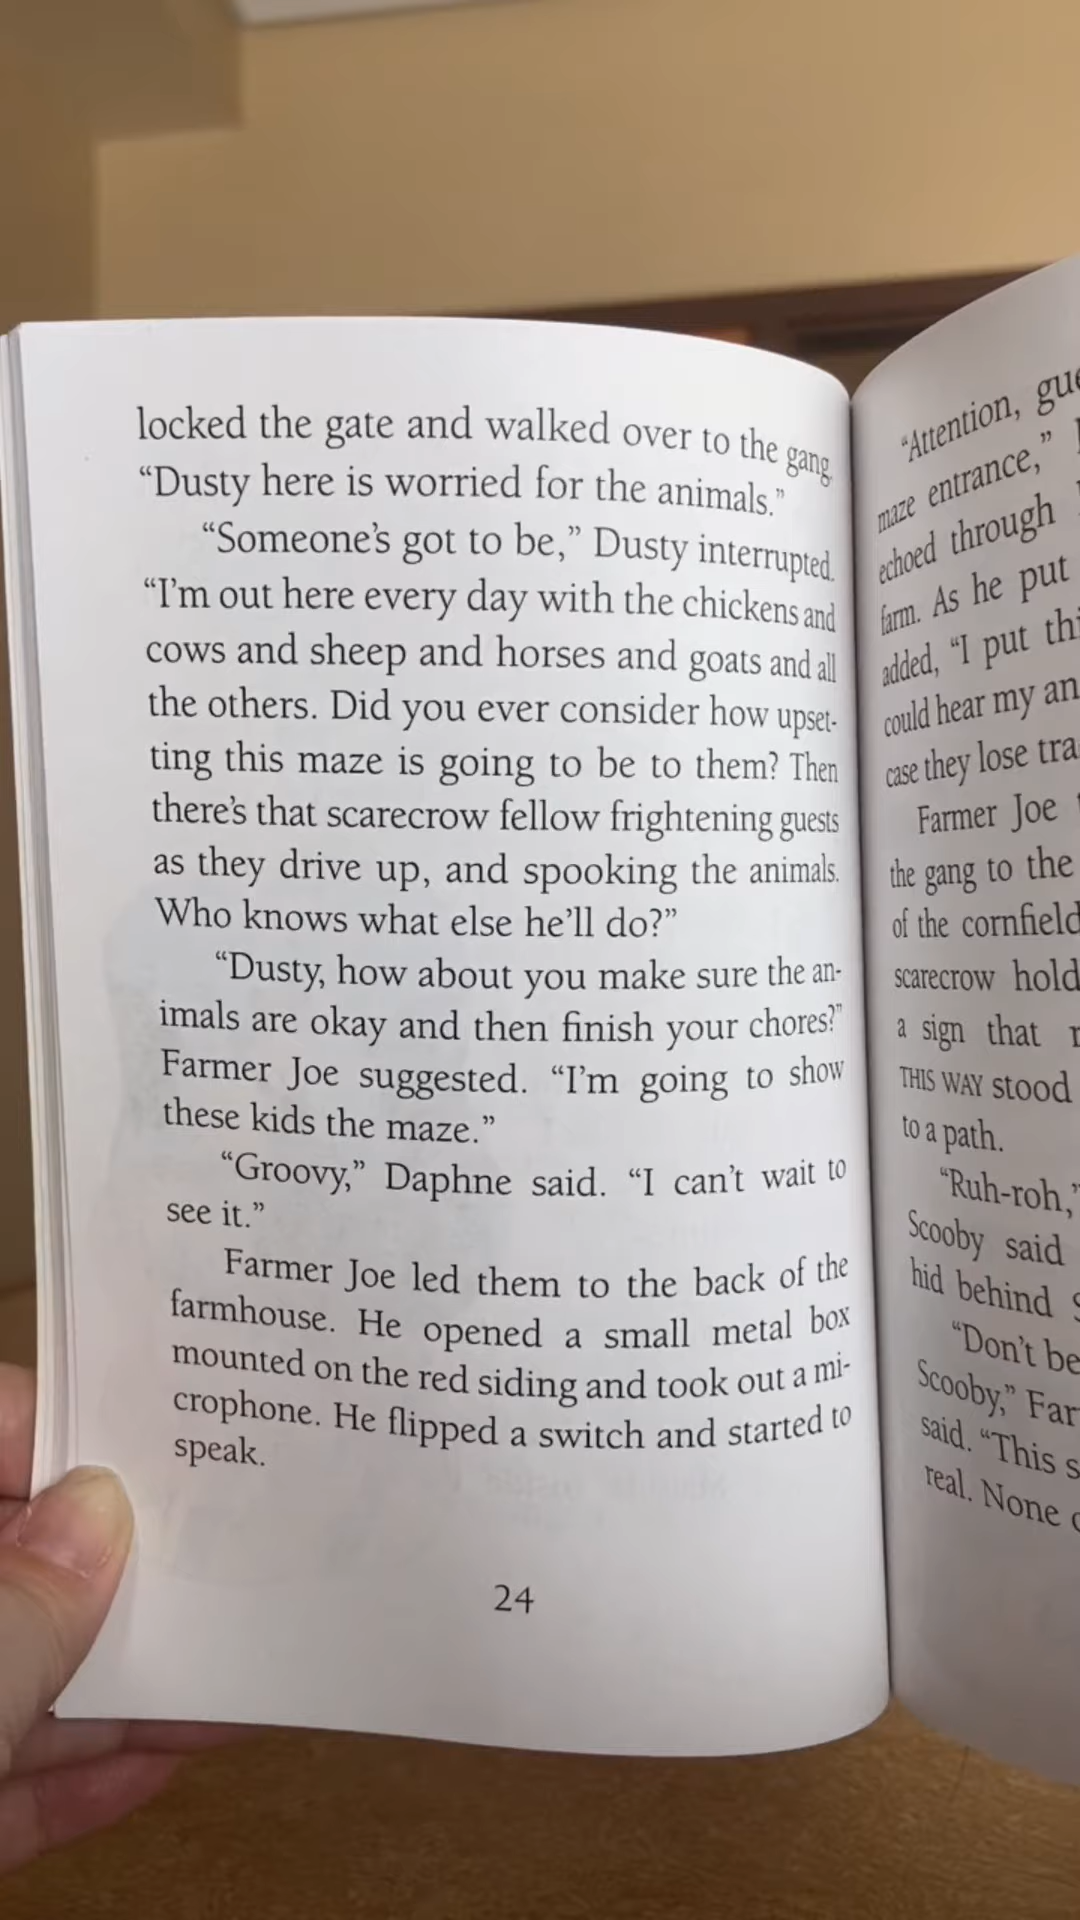 locked the gate and walked over to the gang.
“Dusty here is worried for the animals.”
“Someone’s got to be,” Dusty interrupted.
“I’m out here every day with the chickens and
cows and sheep and horses and goats and all
the others. Did you ever consider how upset-
ting this maze is going to be to them? Then
there’s that scarecrow fellow frightening guests
as they drive up, and spooking the animals.
Who knows what else he’ll do?”
“Dusty, how about you make sure the an-
imals are okay and then finish your chores?”
Farmer Joe suggested. “I’m going to show
these kids the maze.”
“Groovy,” Daphne said. “I can’t wait to
see it.”
Farmer Joe led them to the back of the
farmhouse. He opened a small metal box
mounted on the red siding and took out a mi-
crophone. He flipped a switch and started to
speak.
24
“Attention,
maze entrance,”
echoed through
farm. As he put
added, “I put
could hear my
case they lose
Farmer Joe
the gang to the
of the
scarecrow
a sign that
THIS WAY stood
to a path.
“Ruh-roh,”
Scooby said
hid behind
“Don’t
Scooby,”
said. “This
real. None